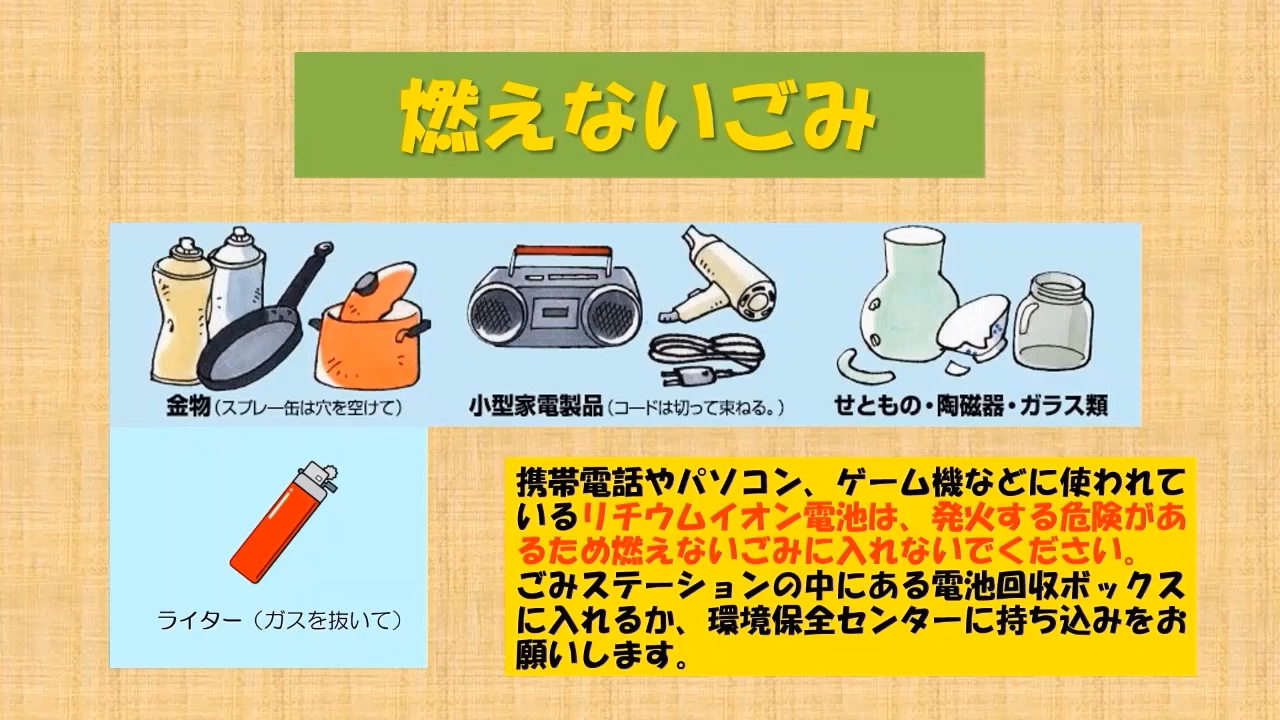 燃えないごみ
金物（スプレー缶は穴を空けて）
小型家電製品（コードは切って束ねる。）
せともの・陶磁器・ガラス類
ライター（ガスを抜いて）
携帯電話やパソコン、ゲーム機などに使われて
いるリチウムイオン電池は、発火する危険があ
るため燃えないごみに入れないでください。
ごみステーションの中にある電池回収ボックス
に入れるか、環境保全センターに持ち込みをお
願いします。